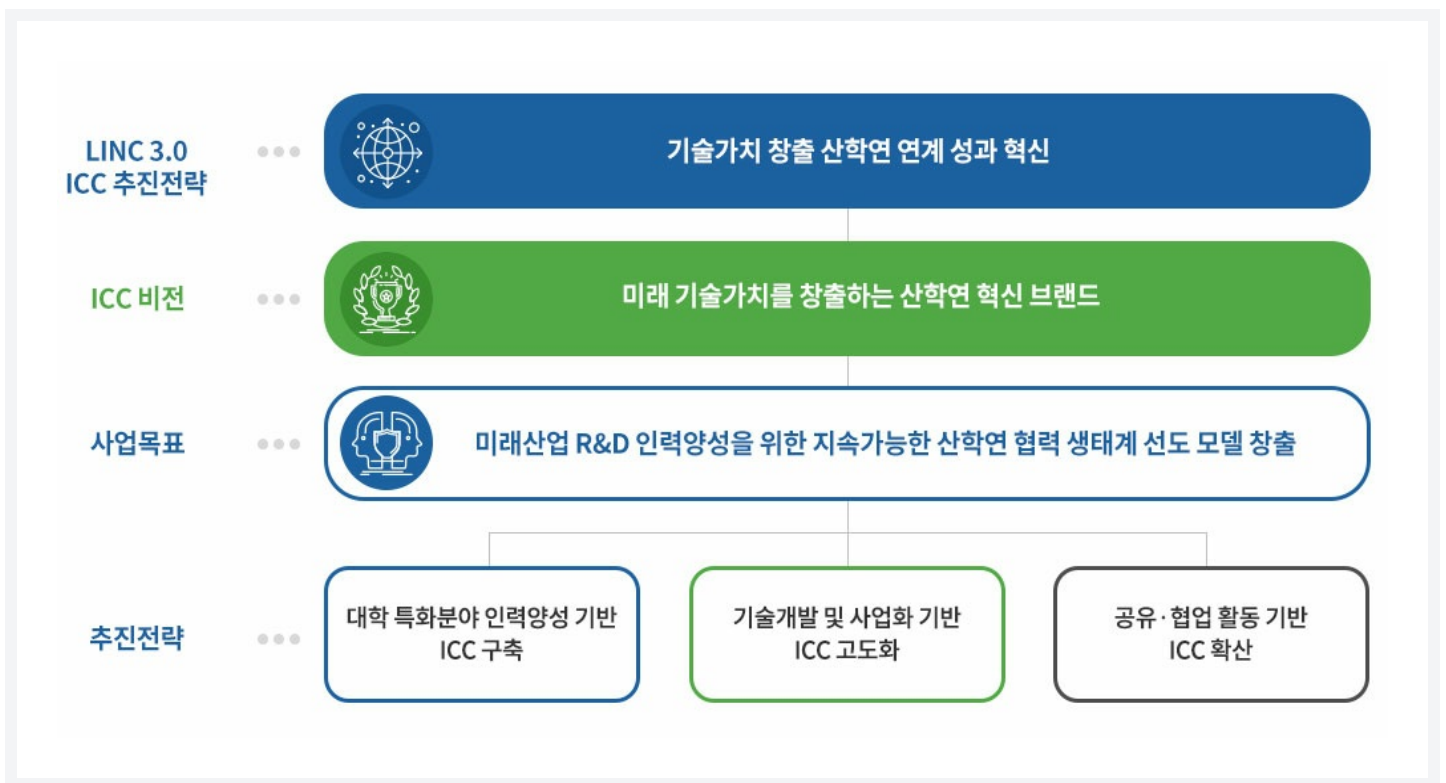 LINC 3.0
ICC 추진전략
기술가치 창출 산학연 연계 성과 혁신
ICC 비전
미래 기술가치를 창출하는 산학연 혁신 브랜드
사업목표
미래산업 R&D 인력양성을 위한 지속가능한 산학연 협력 생태계 선도 모델 창출
추진전략
대학 특화분야 인력양성 기반
ICC 구축
기술개발 및 사업화 기반
ICC 고도화
공유·협업 활동 기반
ICC 확산